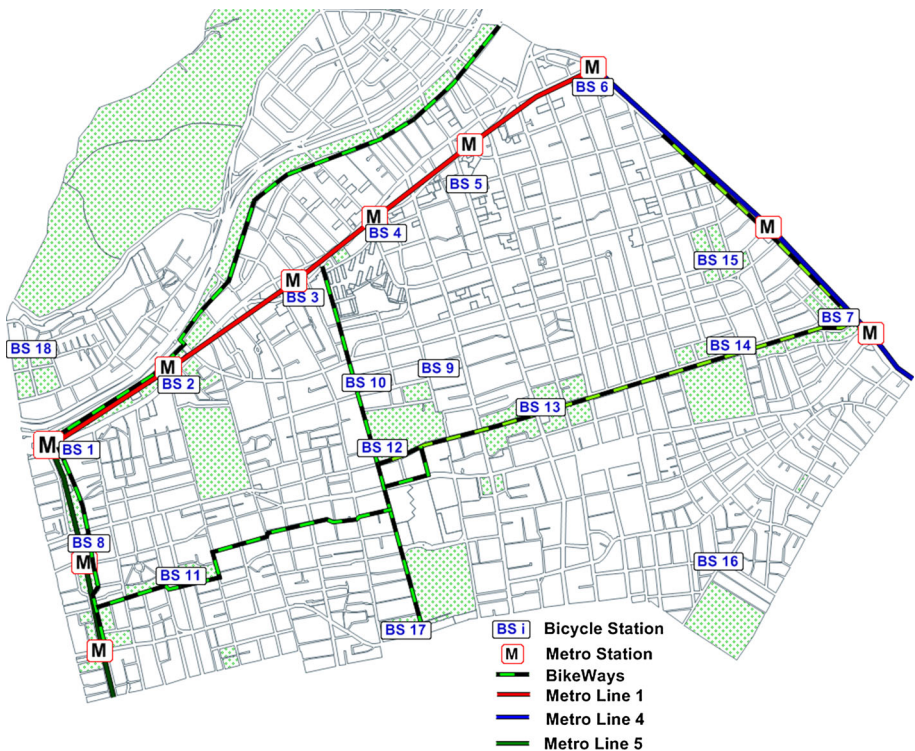 M
BS 6
M
BS 5
M
BS 4
M
BS 15
M
BS 3
BS 7
M
BS 18
BS 14
M
BS 2
BS 9
BS 10
BS 13
M
BS 1
BS 12
BS 8
M
BS 11
BS 16
BS 17
M
BS i Bicycle Station
M Metro Station
BikeWays
Metro Line 1
Metro Line 4
Metro Line 5